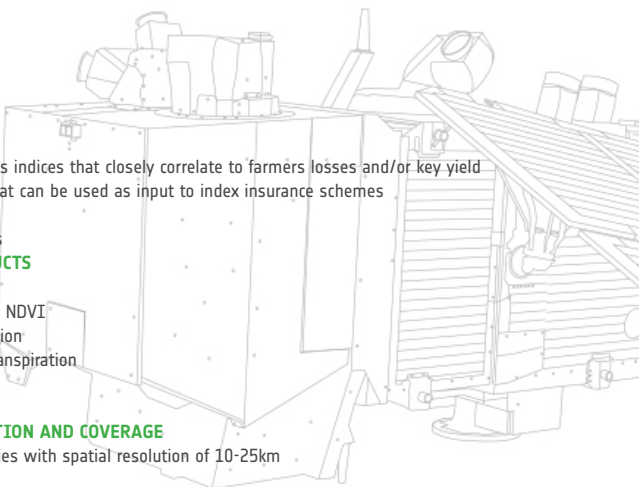 s indices that closely correlate to farmers losses and/or key yield
at can be used as input to index insurance schemes
s
UCTS
NDVI
ion
anspiration
TION AND COVERAGE
ies with spatial resolution of 10-25km